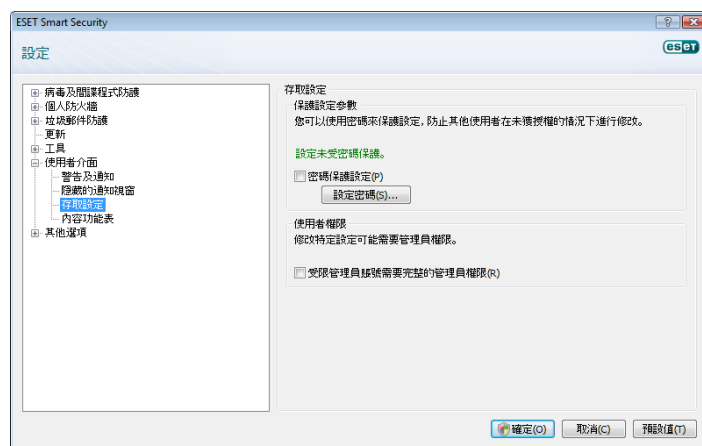 ESET Smart Security
設定
eset
病毒及間諜程式防護
個人防火牆
垃圾郵件防護
更新
工具
使用者介面
警告及通知
隱藏的通知視窗
存取設定
內容功能表
其他選項
存取設定
保護設定參數
您可以使用密碼來保護設定, 防止其他使用者在未獲授權的情況下進行修改。
設定未受密碼保護。
密碼保護設定(P)
設定密碼(S)...
使用者權限
修改特定設定可能需要管理員權限。
受限管理員賬號需要完整的管理員權限(R)
確定(O)
取消(C)
預設值(T)